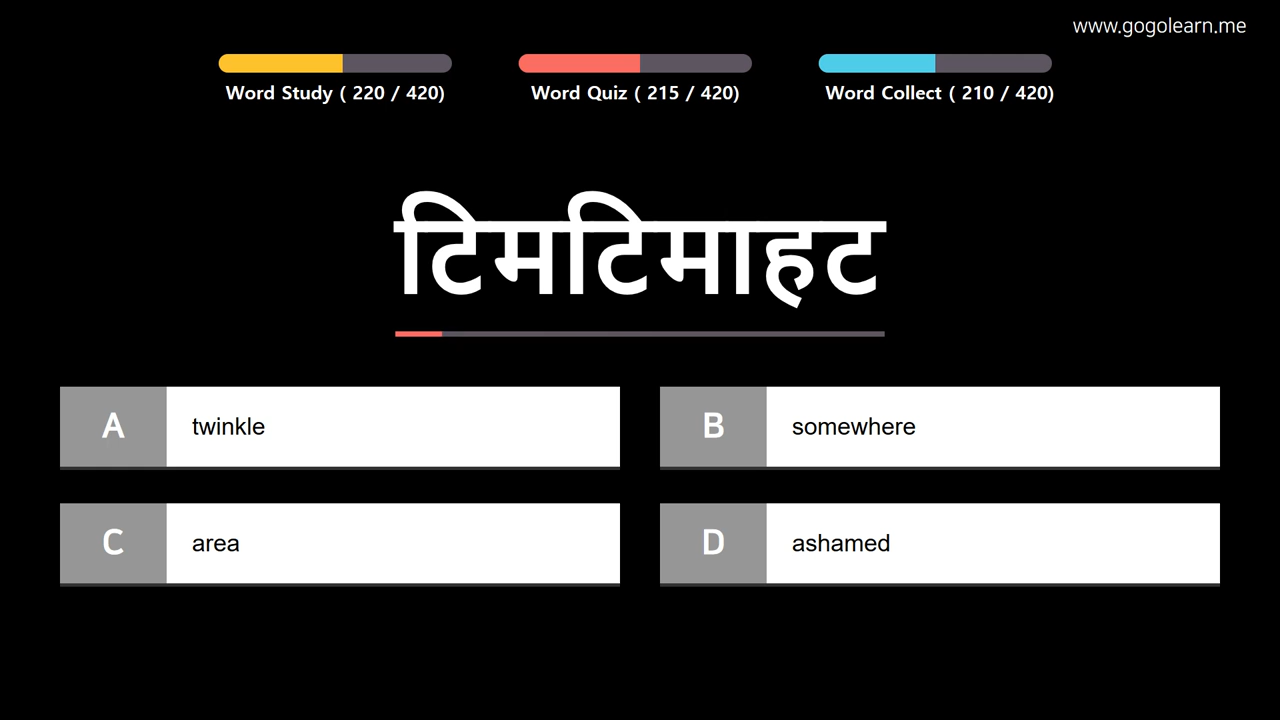 www.gogolearn.me
Word Study ( 220 / 420)
Word Quiz ( 215 / 420)
Word Collect ( 210 / 420)
टिमटिमाहट
A twinkle
B somewhere
C area
D ashamed